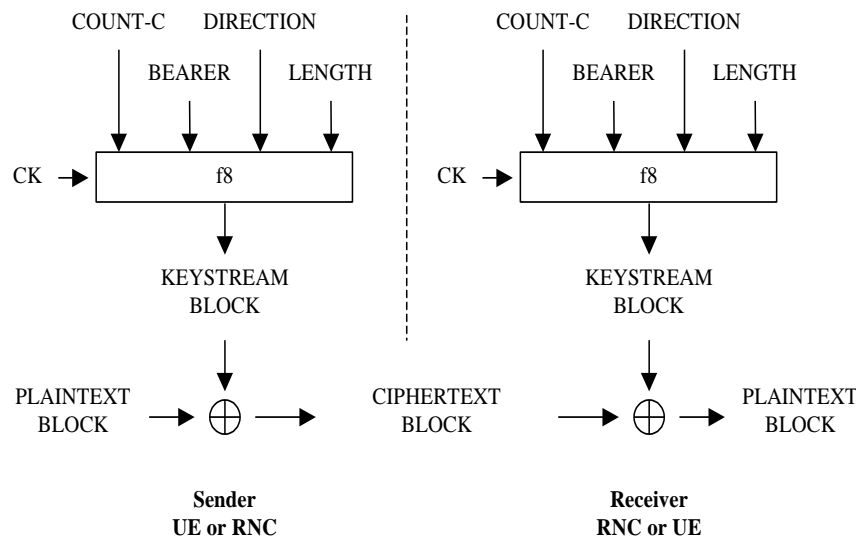 COUNT-C DIRECTION
BEARER LENGTH
CK f8
KEYSTREAM
BLOCK
PLAINTEXT
BLOCK
Sender
UE or RNC
COUNT-C DIRECTION
BEARER LENGTH
CK f8
KEYSTREAM
BLOCK
CIPHERTEXT
BLOCK
PLAINTEXT
BLOCK
Receiver
RNC or UE